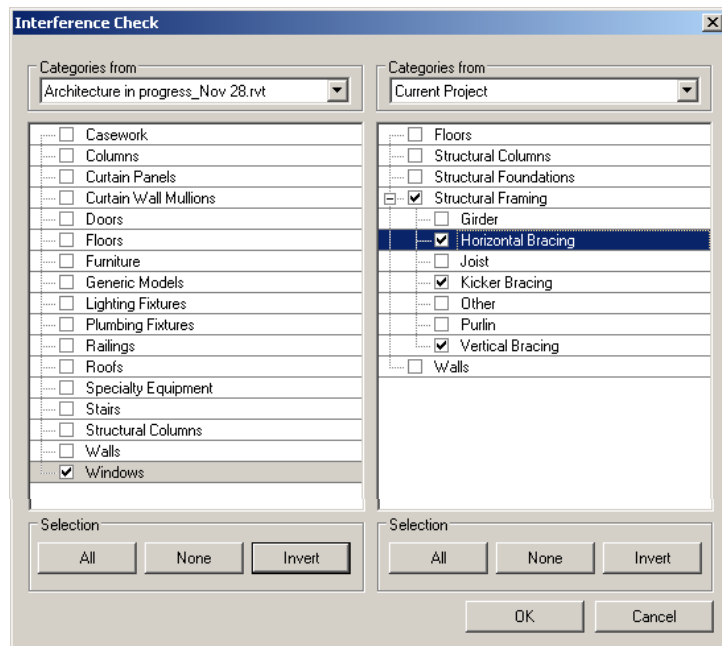 Interference Check
Categories from
Architecture in progress_Nov 28.rvt
Casework
Columns
Curtain Panels
Curtain Wall Mullions
Doors
Floors
Furniture
Generic Models
Lighting Fixtures
Plumbing Fixtures
Railings
Roofs
Specialty Equipment
Stairs
Structural Columns
Walls
Windows
Selection
All None Invert
Categories from
Current Project
Floors
Structural Columns
Structural Foundations
Structural Framing
Girder
Horizontal Bracing
Joist
Kicker Bracing
Other
Purlin
Vertical Bracing
Walls
Selection
All None Invert
OK Cancel